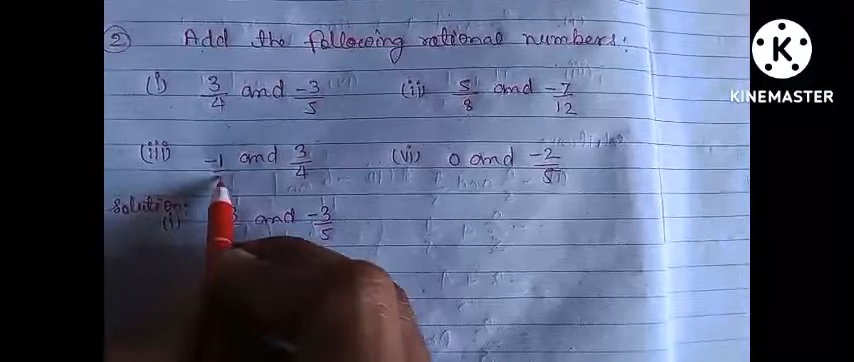 ② Add the following rational numbers:
(i) 3/4 and -3/5 (ii) 5/8 and -7/12
(iii) -1 and 3/4 (vi) 0 and -2/5
Solution:
(i) and -3/5
K
KINEMASTER